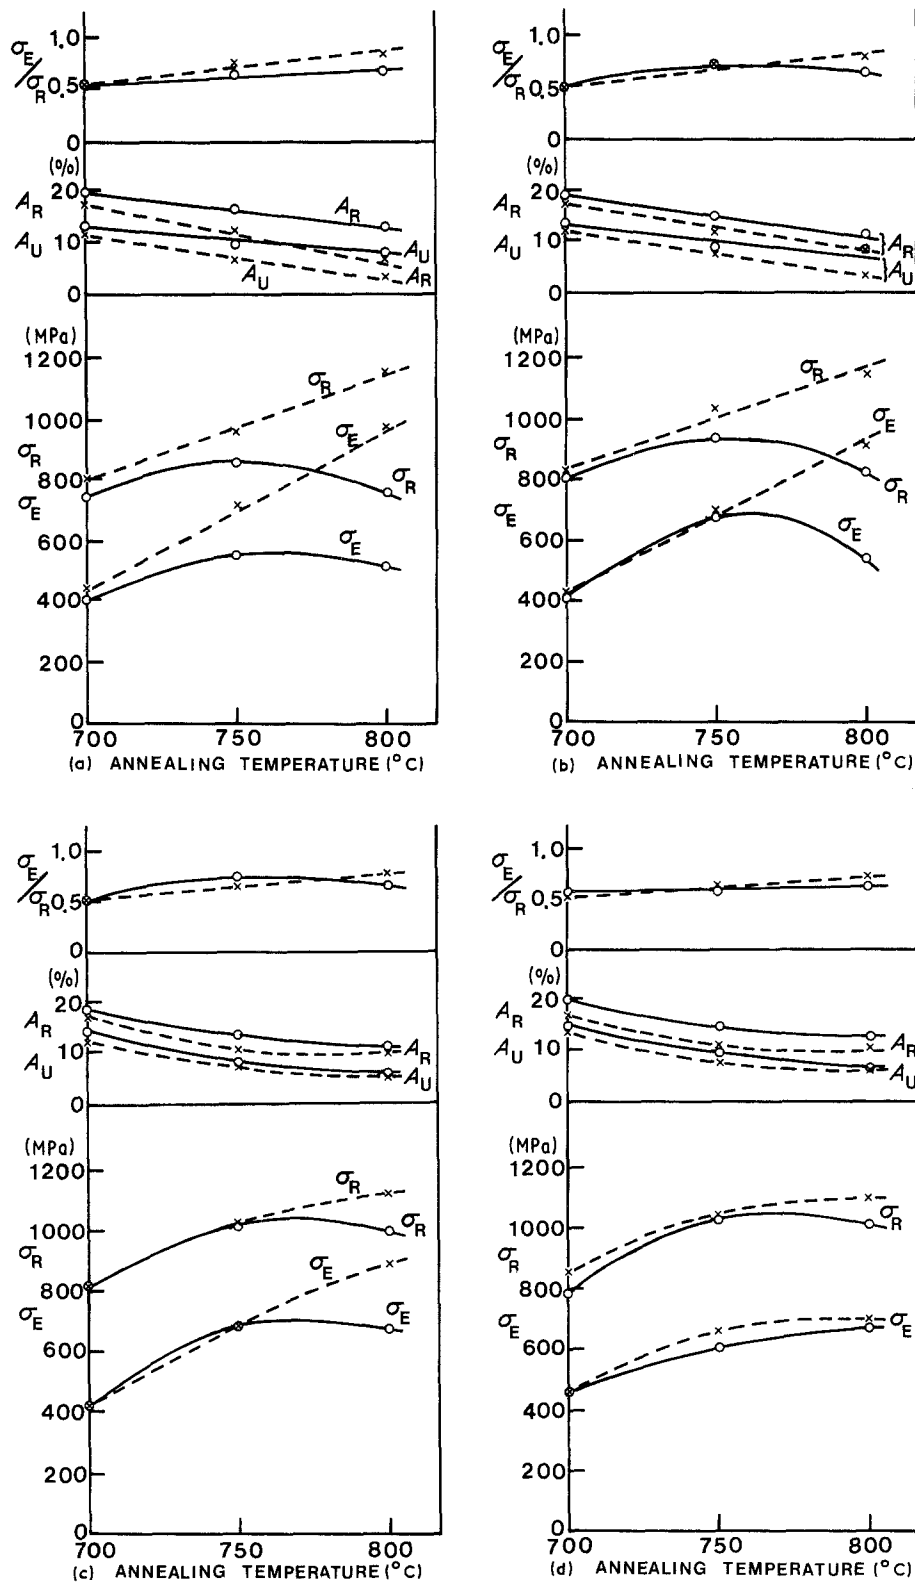 σE/σR
1.0
0.5
0
(%)
20
10
0
AR
AU
AR
AU
AU
AR
(MPa)
1200
1000
800
600
400
200
0
σR
σE
σR
σE
σR
σE
700 750 800
(a) ANNEALING TEMPERATURE (°C)
σE/σR
1.0
0.5
0
(%)
20
10
0
AR
AU
AR
AU
(MPa)
1200
1000
800
600
400
200
0
σR
σE
σR
σE
σR
σE
700 750 800
(b) ANNEALING TEMPERATURE (°C)
σE/σR
1.0
0.5
0
(%)
20
10
0
AR
AU
AR
AU
(MPa)
1200
1000
800
600
400
200
0
σR
σE
σR
σR
σE
σE
700 750 800
(c) ANNEALING TEMPERATURE (°C)
σE/σR
1.0
0.5
0
(%)
20
10
0
AR
AU
AR
AU
(MPa)
1200
1000
800
600
400
200
0
σR
σE
σR
σE
700 750 800
(d) ANNEALING TEMPERATURE (°C)